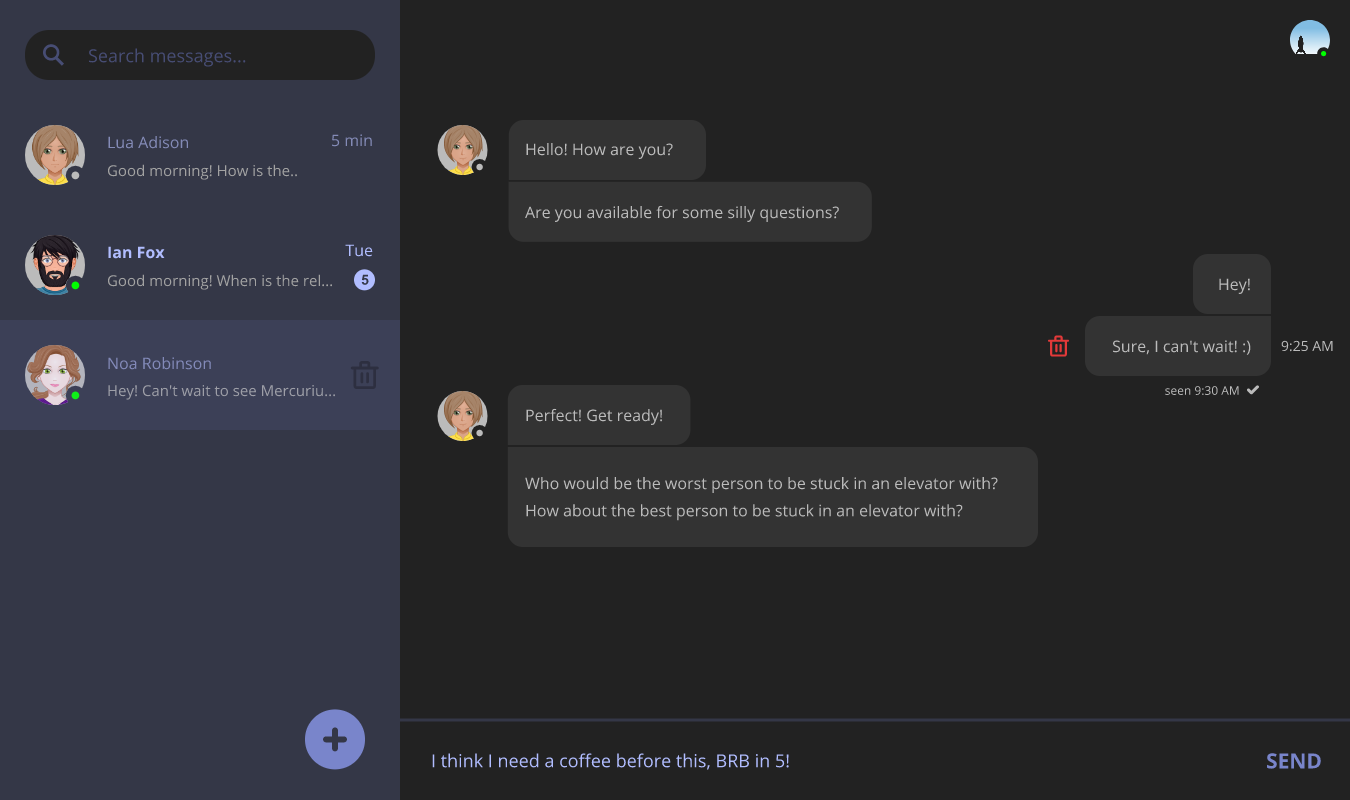 Search messages...
Lua Adison
5 min
Good morning! How is the..
Ian Fox
Tue
Good morning! When is the rel...
5
Noa Robinson
Hey! Can't wait to see Mercuriu...
Hello! How are you?
Are you available for some silly questions?
Hey!
Sure, I can't wait! :)
9:25 AM
seen 9:30 AM
Perfect! Get ready!
Who would be the worst person to be stuck in an elevator with?
How about the best person to be stuck in an elevator with?
I think I need a coffee before this, BRB in 5!
SEND